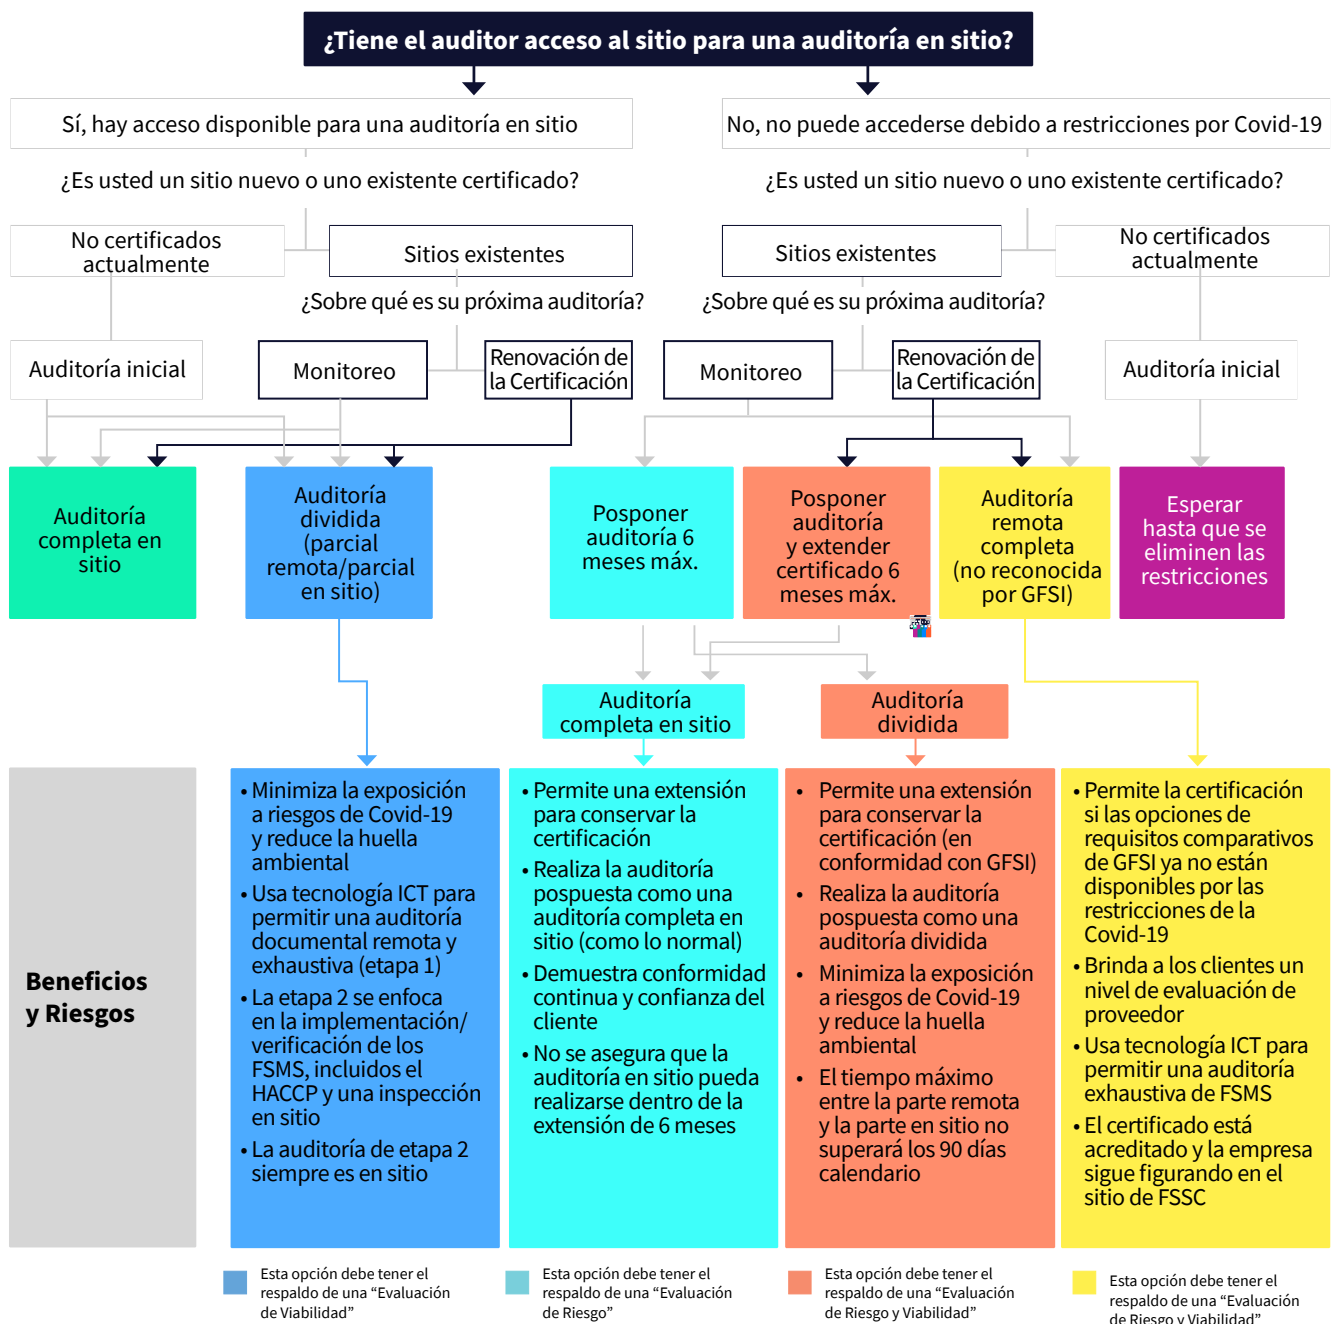 ¿Tiene el auditor acceso al sitio para una auditoría en sitio?
Sí, hay acceso disponible para una auditoría en sitio
No, no puede accederse debido a restricciones por Covid-19
¿Es usted un sitio nuevo o uno existente certificado?
¿Es usted un sitio nuevo o uno existente certificado?
No certificados
actualmente
Sitios existentes
Sitios existentes
No certificados
actualmente
¿Sobre qué es su próxima auditoría?
¿Sobre qué es su próxima auditoría?
Auditoría inicial
Monitoreo
Renovación de
la Certificación
Monitoreo
Renovación de
la Certificación
Auditoría inicial
Auditoría
completa en
sitio
Auditoría
dividida
(parcial
remota/parcial
en sitio)
Posponer
auditoría 6
meses máx.
Posponer
auditoría
y extender
certificado 6
meses máx.
Auditoría
remota
completa
(no reconocida
por GFSI)
Esperar
hasta que se
eliminen las
restricciones
Auditoría
completa en sitio
Auditoría
dividida
Beneficios
y Riesgos
• Minimiza la exposición
a riesgos de Covid-19
y reduce la huella
ambiental
• Usa tecnología ICT para
permitir una auditoría
documental remota y
exhaustiva (etapa 1)
• La etapa 2 se enfoca
en la implementación/
verificación de los
FSMS, incluidos el
HACCP y una inspección
en sitio
• La auditoría de etapa 2
siempre es en sitio
• Permite una extensión
para conservar la
certificación
• Realiza la auditoría
pospuesta como una
auditoría completa en
sitio (como lo normal)
• Demuestra conformidad
continua y confianza del
cliente
• No se asegura que la
auditoría en sitio pueda
realizarse dentro de la
extensión de 6 meses
• Permite una extensión
para conservar la
certificación (en
conformidad con GFSI)
• Realiza la auditoría
pospuesta como una
auditoría dividida
• Minimiza la exposición
a riesgos de Covid-19
y reduce la huella
ambiental
• El tiempo máximo
entre la parte remota
y la parte en sitio no
superará los 90 días
calendario
• Permite la certificación
si las opciones de
requisitos comparativos
de GFSI ya no están
disponibles por las
restricciones de la
Covid-19
• Brinda a los clientes un
nivel de evaluación de
proveedor
• Usa tecnología ICT para
permitir una auditoría
exhaustiva de FSMS
• El certificado está
acreditado y la empresa
sigue figurando en el
sitio de FSSC
Esta opción debe tener el
respaldo de una “Evaluación
de Viabilidad”
Esta opción debe tener el
respaldo de una “Evaluación
de Riesgo”
Esta opción debe tener el
respaldo de una “Evaluación
de Riesgo y Viabilidad”
Esta opción debe tener el
respaldo de una “Evaluación
de Riesgo y Viabilidad”